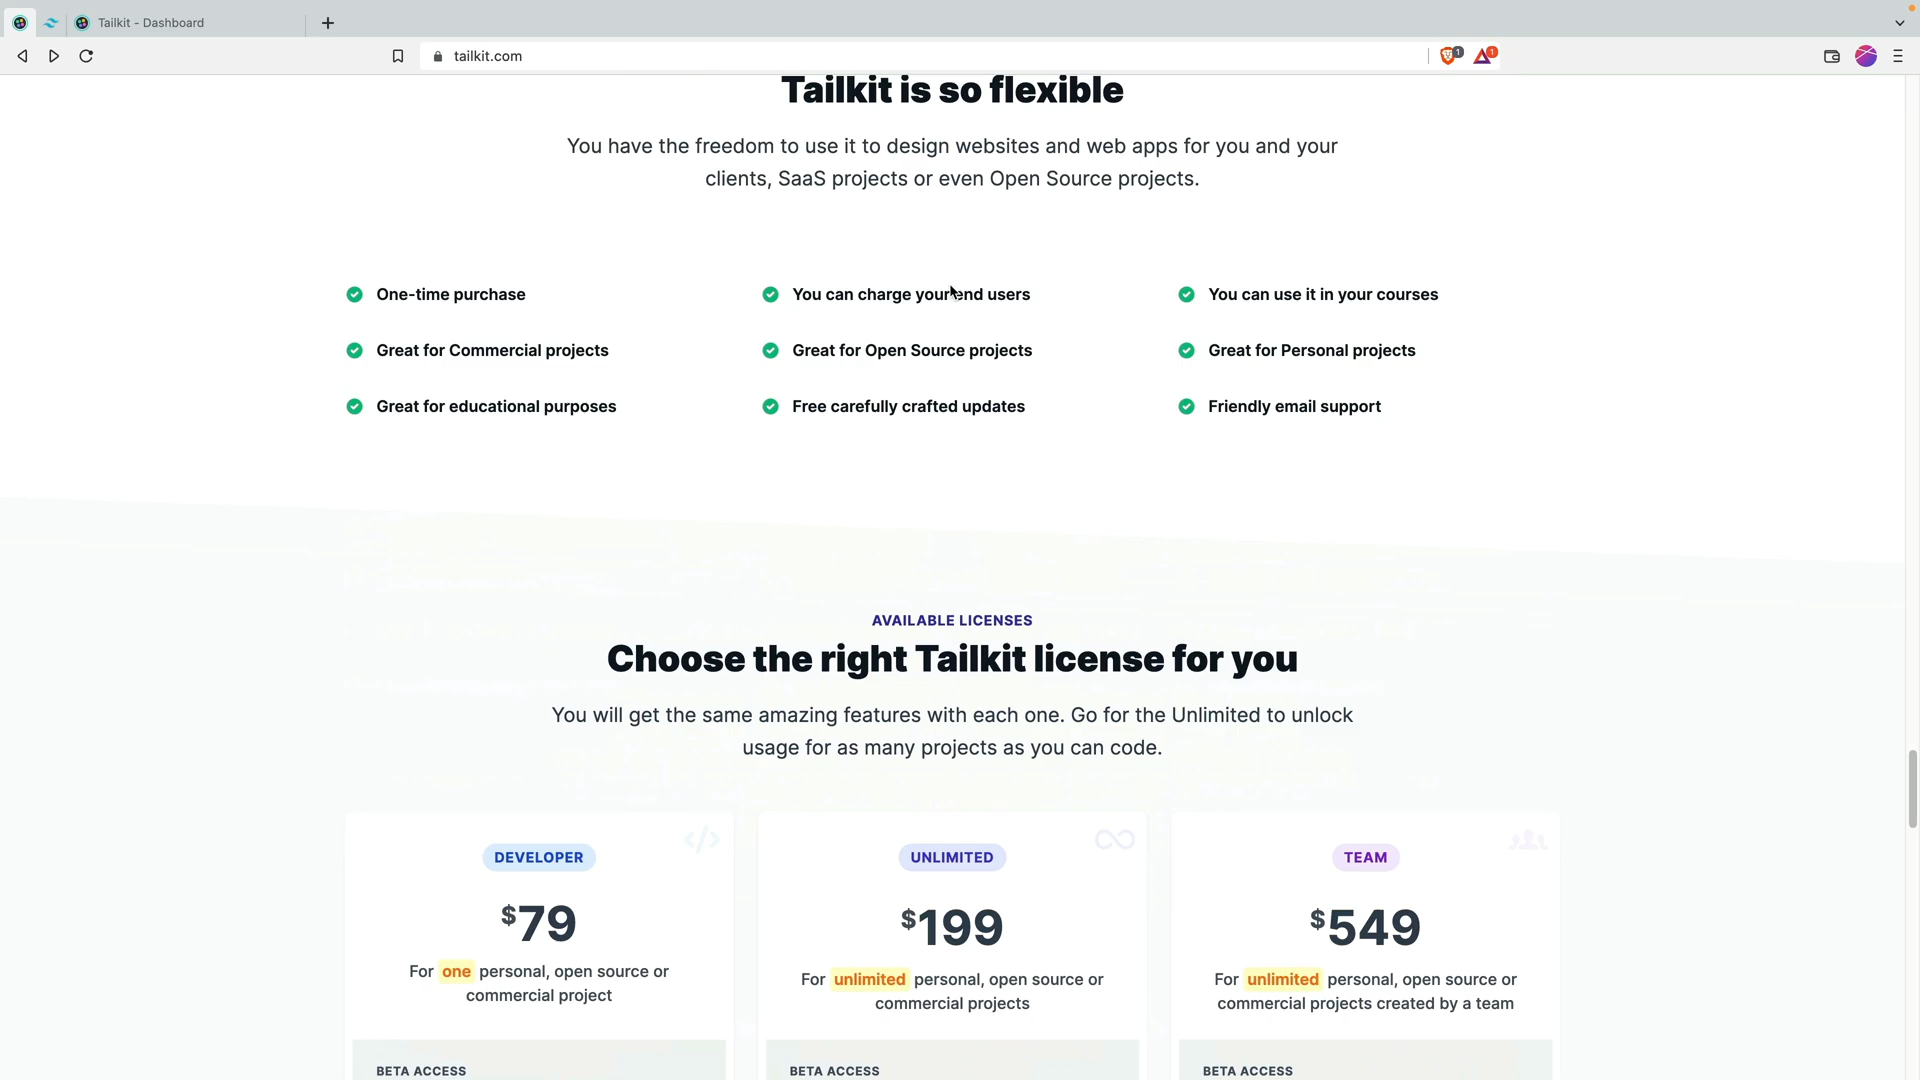 Tailkit - Dashboard
tailkit.com
1
1
Tailkit is so flexible
You have the freedom to use it to design websites and web apps for you and your
clients, SaaS projects or even Open Source projects.
One-time purchase
You can charge your end users
You can use it in your courses
Great for Commercial projects
Great for Open Source projects
Great for Personal projects
Great for educational purposes
Free carefully crafted updates
Friendly email support
AVAILABLE LICENSES
Choose the right Tailkit license for you
You will get the same amazing features with each one. Go for the Unlimited to unlock
usage for as many projects as you can code.
DEVELOPER
$79
For one personal, open source or
commercial project
BETA ACCESS
UNLIMITED
$199
For unlimited personal, open source or
commercial projects
BETA ACCESS
TEAM
$549
For unlimited personal, open source or
commercial projects created by a team
BETA ACCESS